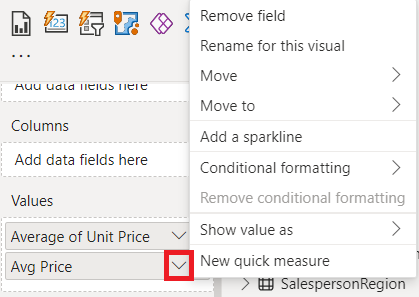 123
...
Add data fields here
Columns
Add data fields here
Values
Average of Unit Price
Avg Price
Remove field
Rename for this visual
Move
Move to
Add a sparkline
Conditional formatting
Remove conditional formatting
Show value as
New quick measure
SalespersonRegion